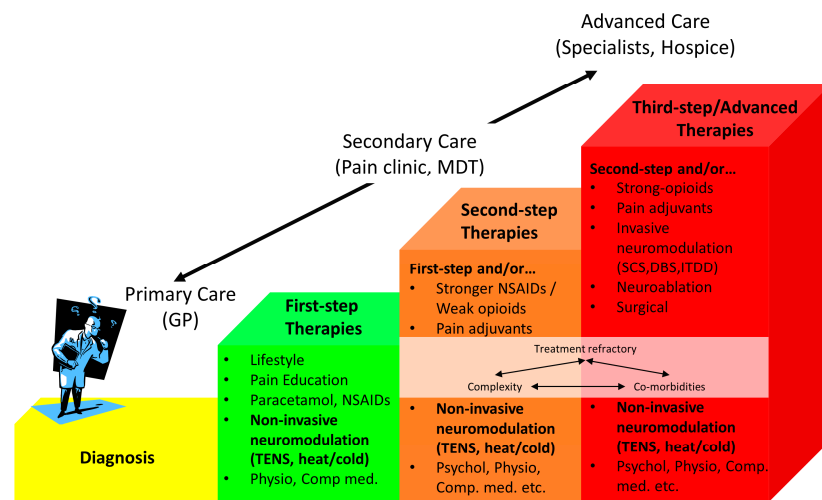 Advanced Care
(Specialists, Hospice)
Secondary Care
(Pain clinic, MDT)
Primary Care
(GP)
? ? ?
Diagnosis
First-step
Therapies
• Lifestyle
• Pain Education
• Paracetamol, NSAIDs
• Non-invasive
neuromodulation
(TENS, heat/cold)
• Physio, Comp med.
Second-step
Therapies
First-step and/or…
• Stronger NSAIDs /
Weak opioids
• Pain adjuvants
• Non-invasive
neuromodulation
(TENS, heat/cold)
• Psychol, Physio,
Comp. med. etc.
Third-step/Advanced
Therapies
Second-step and/or…
• Strong-opioids
• Pain adjuvants
• Invasive
neuromodulation
(SCS,DBS,ITDD)
• Neuroablation
• Surgical
• Non-invasive
neuromodulation
(TENS, heat/cold)
• Psychol, Physio, Comp.
med. etc.
Treatment refractory
Complexity
Co-morbidities